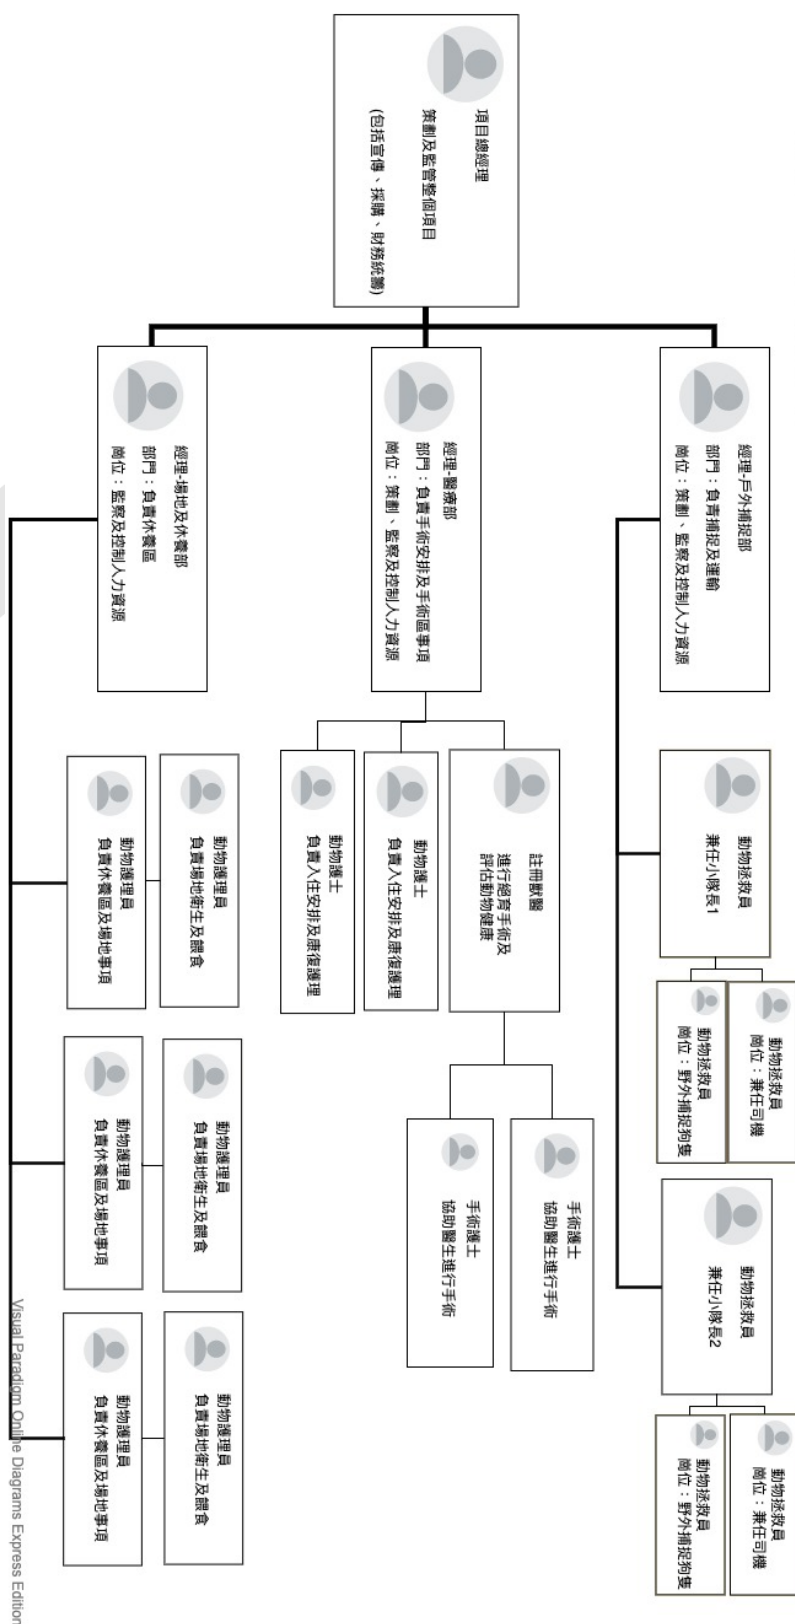 項目總經理
策劃及監管整個項目
(包括宣傳、採購、財務統籌)
經理-戶外捕捉部
部門：負責捕捉及運輸
崗位：策劃、監察及控制人力資源
動物拯救員
兼任小隊長1
動物拯救員
崗位：兼任司機
動物拯救員
崗位：野外捕捉狗隻
動物拯救員
兼任小隊長2
動物拯救員
崗位：兼任司機
動物拯救員
崗位：野外捕捉狗隻
經理-醫療部
部門：負責手術安排及手術區事項
崗位：策劃、監察及控制人力資源
註冊獸醫
進行絕育手術及
評估動物健康
手術護士
協助醫生進行手術
手術護士
協助醫生進行手術
動物護士
負責入住安排及康復護理
動物護士
負責入住安排及康復護理
經理-場地及休養部
部門：負責休養區
崗位：監察及控制人力資源
動物護理員
負責場地衛生及餵食
動物護理員
負責休養區及場地事項
動物護理員
負責場地衛生及餵食
動物護理員
負責休養區及場地事項
動物護理員
負責場地衛生及餵食
動物護理員
負責休養區及場地事項
Visual Paradigm Online Diagrams Express Edition